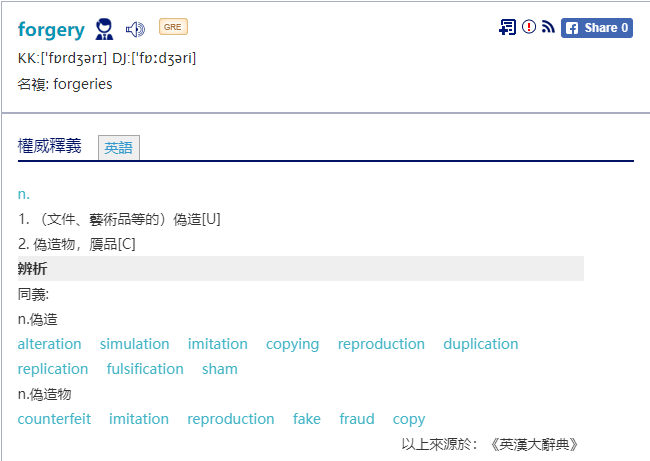 forgery GRE Share 0
KK:[ˋfɒrdʒərɪ] DJ:[ˋfɒːdʒəri]
名複: forgeries
權威釋義 英語
n.
1. （文件、藝術品等的）偽造[U]
2. 偽造物，贗品[C]
辨析
同義:
n.偽造
alteration simulation imitation copying reproduction duplication
replication fulsification sham
n.偽造物
counterfeit imitation reproduction fake fraud copy
以上來源於：《英漢大辭典》